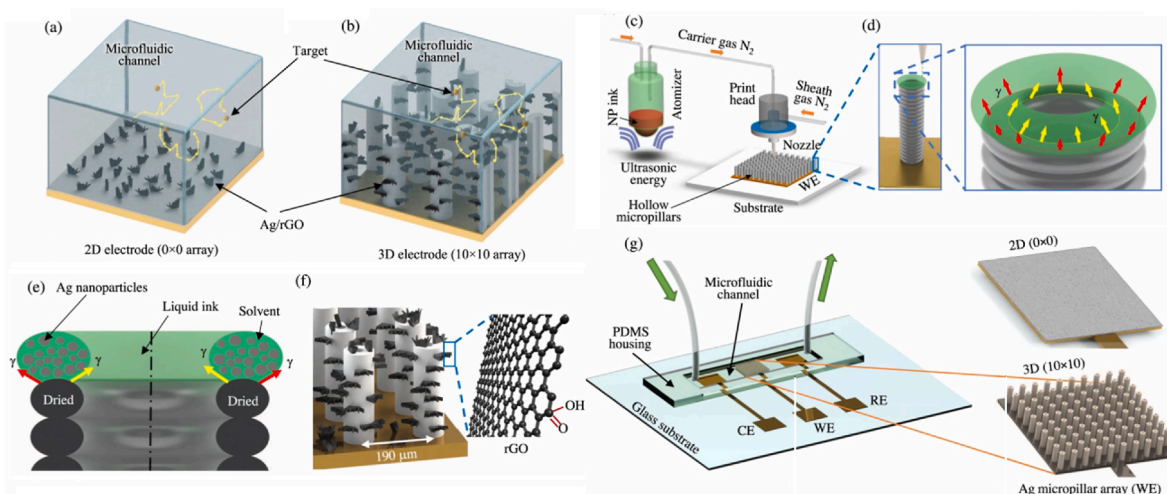 (a)
Microfluidic
channel
Target
(b)
Microfluidic
channel
Ag/rGO
2D electrode (0×0 array)
3D electrode (10×10 array)
(c)
Carrier gas N2
NP ink
Atomizer
Print
head
Sheath
gas N2
Nozzle
Ultrasonic
energy
WE
Hollow
micropillars
Substrate
(d)
γ
γ
(e)
Ag nanoparticles
Liquid ink
Solvent
γ
γ
γ
γ
Dried
Dried
(f)
190 μm
OH
O
rGO
(g)
Microfluidic
channel
PDMS
housing
Glass substrate
CE
WE
RE
2D (0×0)
3D (10×10)
Ag micropillar array (WE)